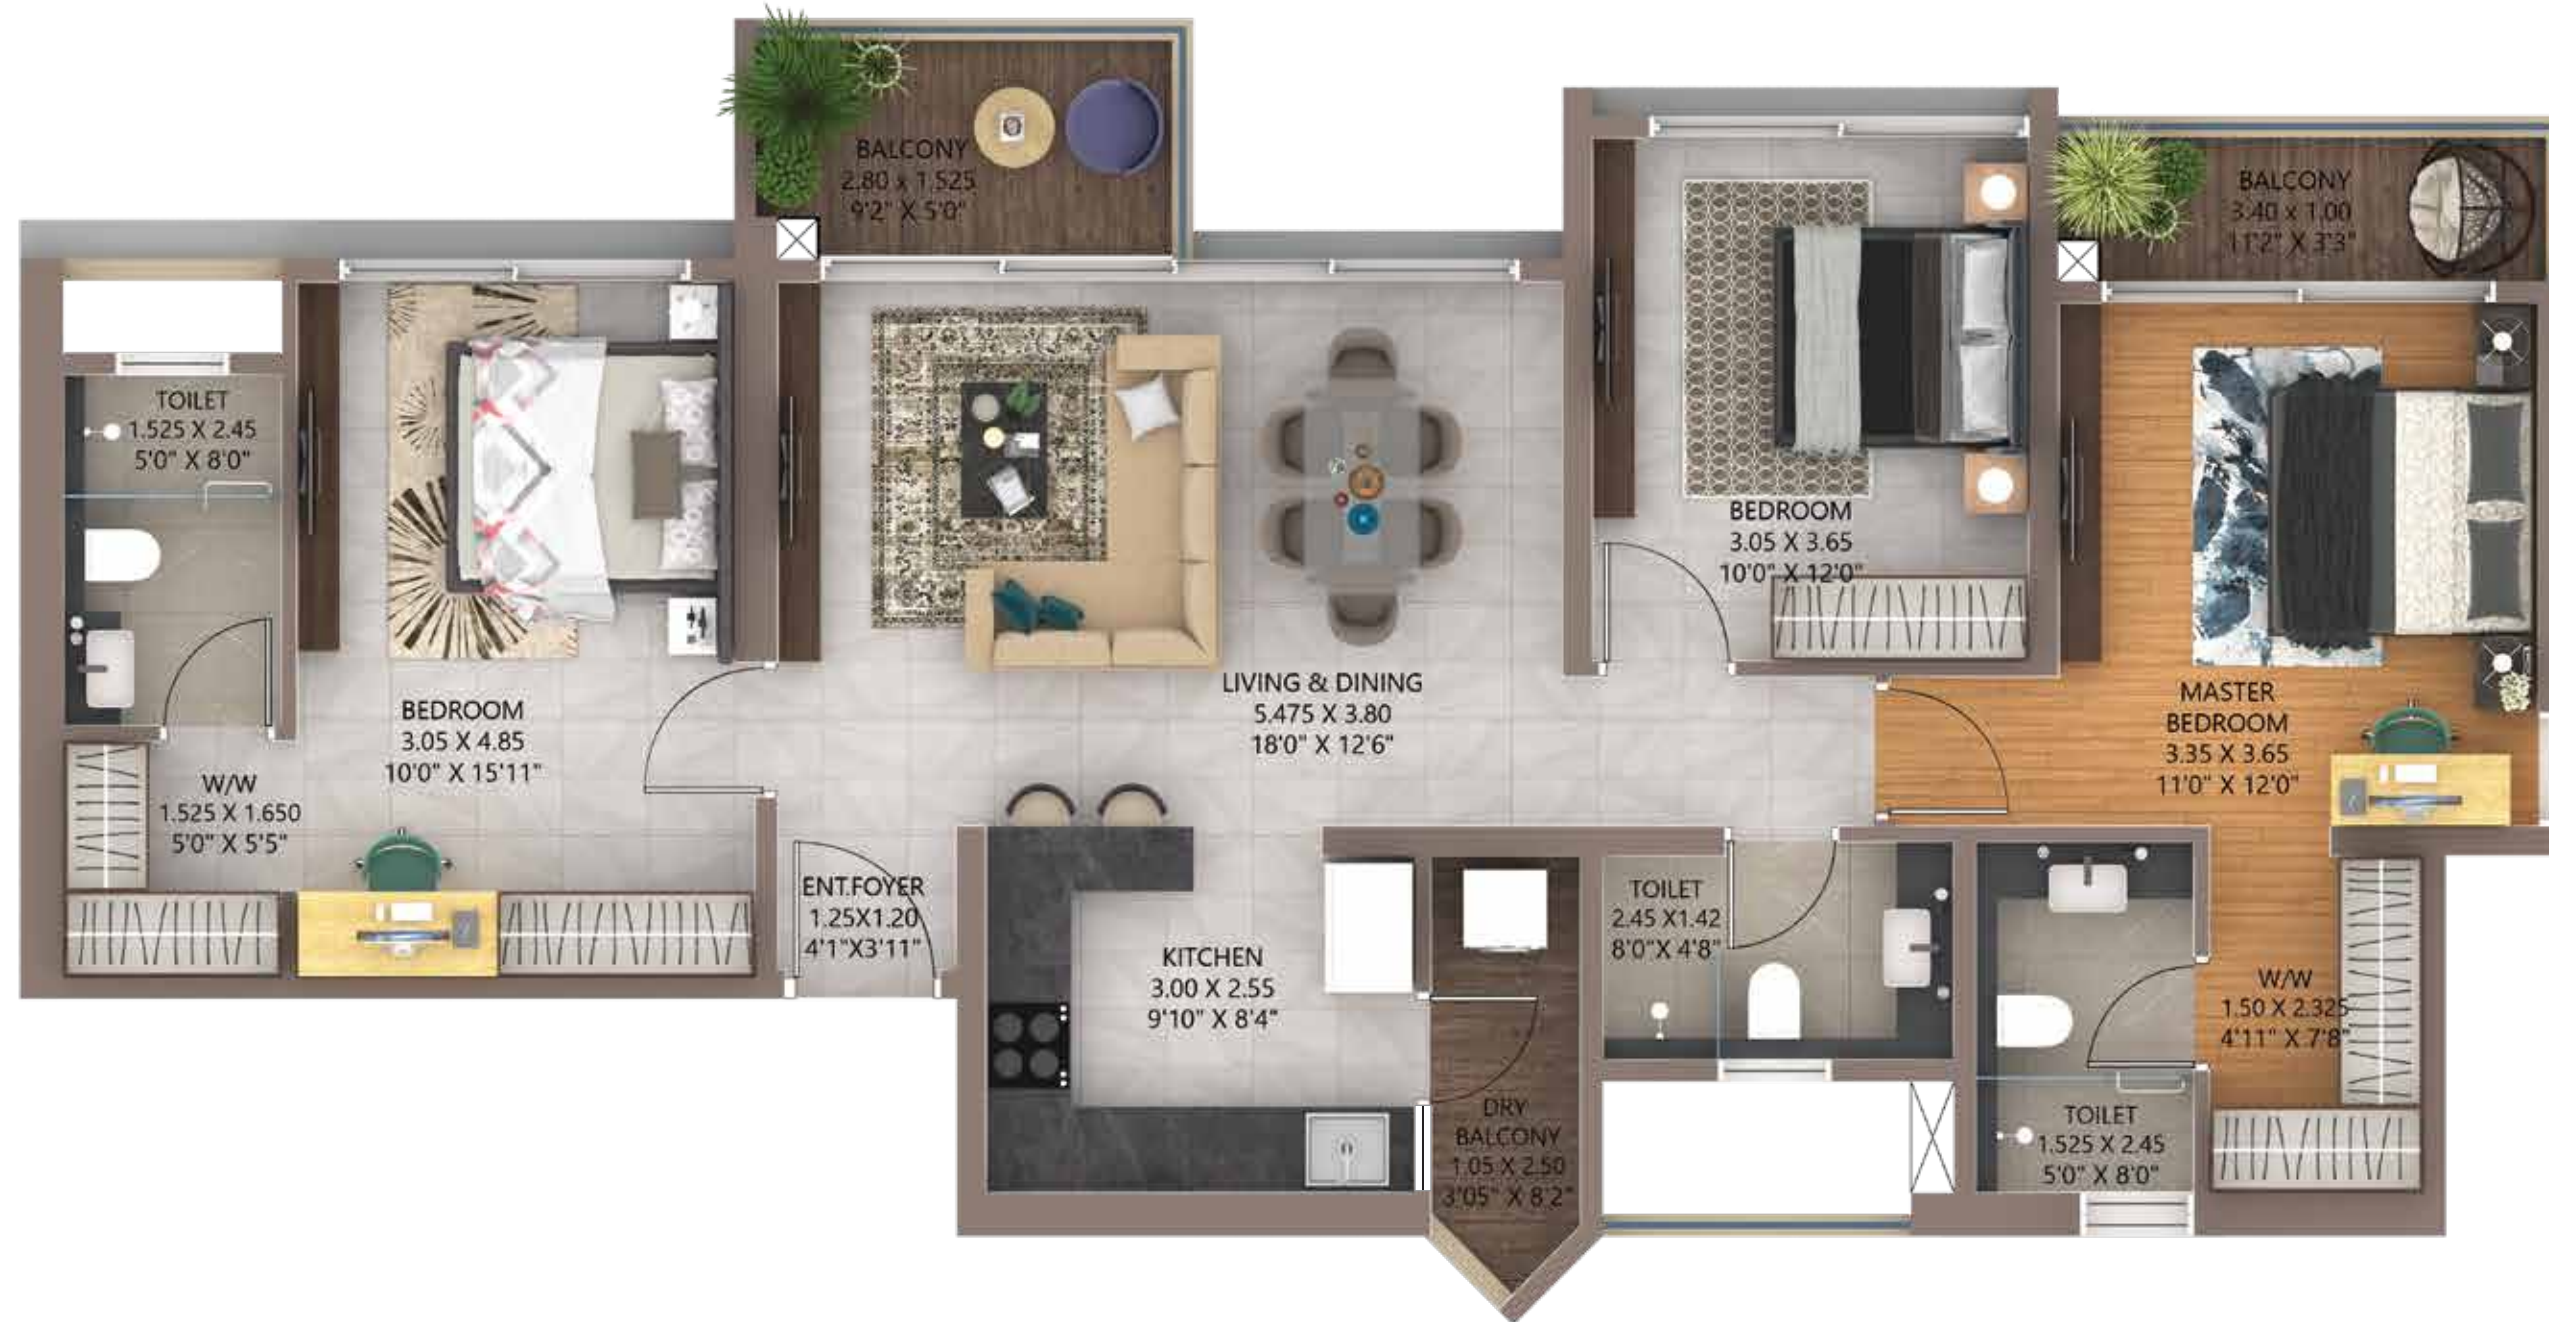 BALCONY
2.80 x 1.525
9'2" X 5'0"
BALCONY
3.40 x 1.00
11'2" X 3'3"
TOILET
1.525 X 2.45
5'0" X 8'0"
BEDROOM
3.05 X 3.65
10'0" X 12'0"
BEDROOM
3.05 X 4.85
10'0" X 15'11"
LIVING & DINING
5.475 X 3.80
18'0" X 12'6"
MASTER
BEDROOM
3.35 X 3.65
11'0" X 12'0"
W/W
1.525 X 1.650
5'0" X 5'5"
ENT.FOYER
1.25X1.20
4'1"X3'11"
KITCHEN
3.00 X 2.55
9'10" X 8'4"
TOILET
2.45 X1.42
8'0"X 4'8"
W/W
1.50 X 2.325
4'11" X 7'8"
DRY
BALCONY
1.05 X 2.50
3'05" X 8'2"
TOILET
1.525 X 2.45
5'0" X 8'0"